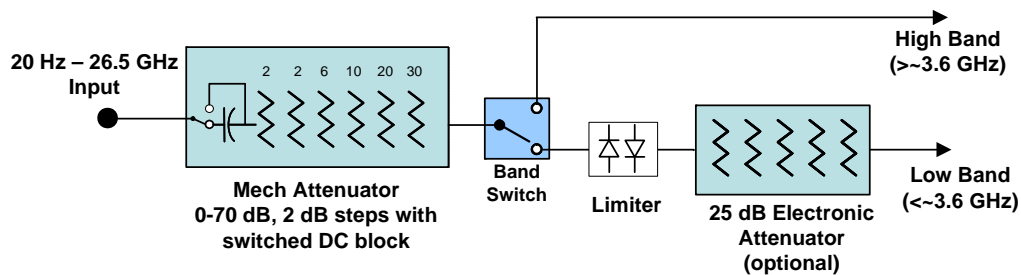 20 Hz – 26.5 GHz
Input
2 2 6 10 20 30
Mech Attenuator
0-70 dB, 2 dB steps with
switched DC block
Band
Switch
Limiter
25 dB Electronic
Attenuator
(optional)
High Band
(>~3.6 GHz)
Low Band
(<~3.6 GHz)